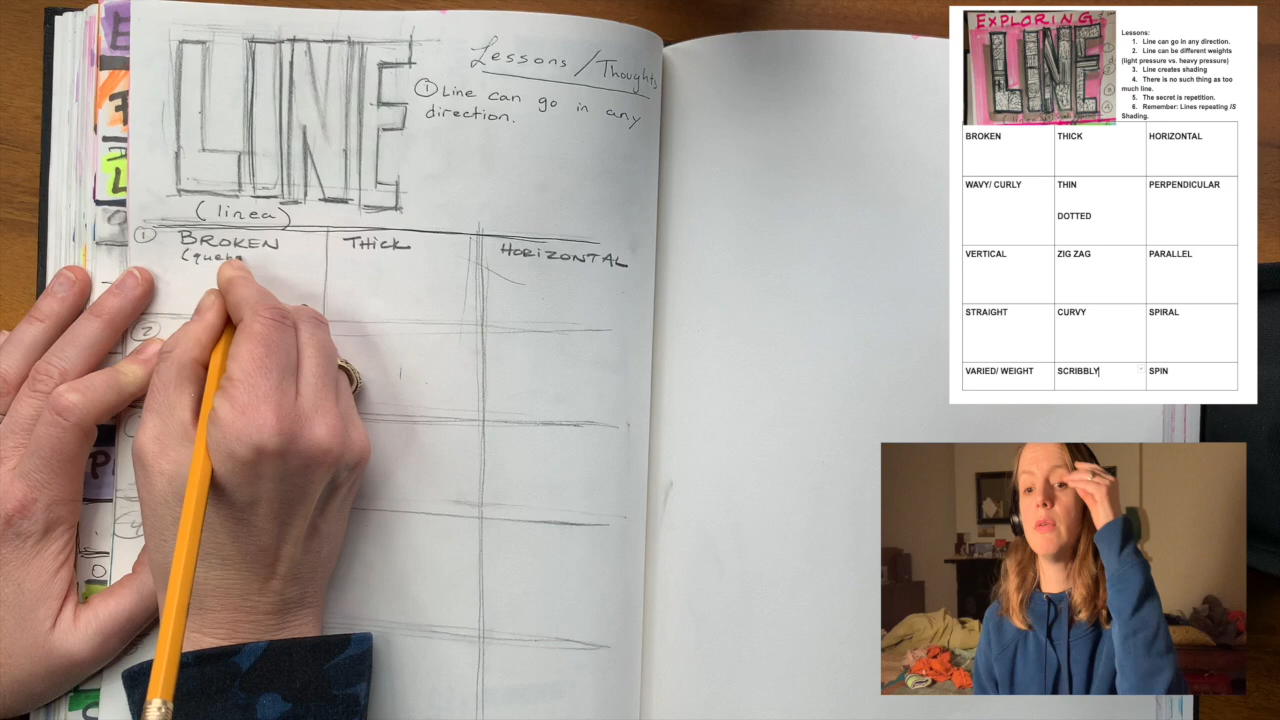 LINE
(linea)
Lessons / Thoughts
① Line can go in any
direction.
① BROKEN
THICK
HORIZONTAL
②
EXPLORING
LINE
Lessons:
1. Line can go in any direction.
2. Line can be different weights
(light pressure vs. heavy pressure)
3. Line creates shading
4. There is no such thing as too
much line.
5. The secret is repetition.
6. Remember: Lines repeating IS
Shading.
BROKEN THICK HORIZONTAL
WAVY/ CURLY THIN PERPENDICULAR
DOTTED
VERTICAL ZIG ZAG PARALLEL
STRAIGHT CURVY SPIRAL
VARIED/ WEIGHT SCRIBBLY SPIN